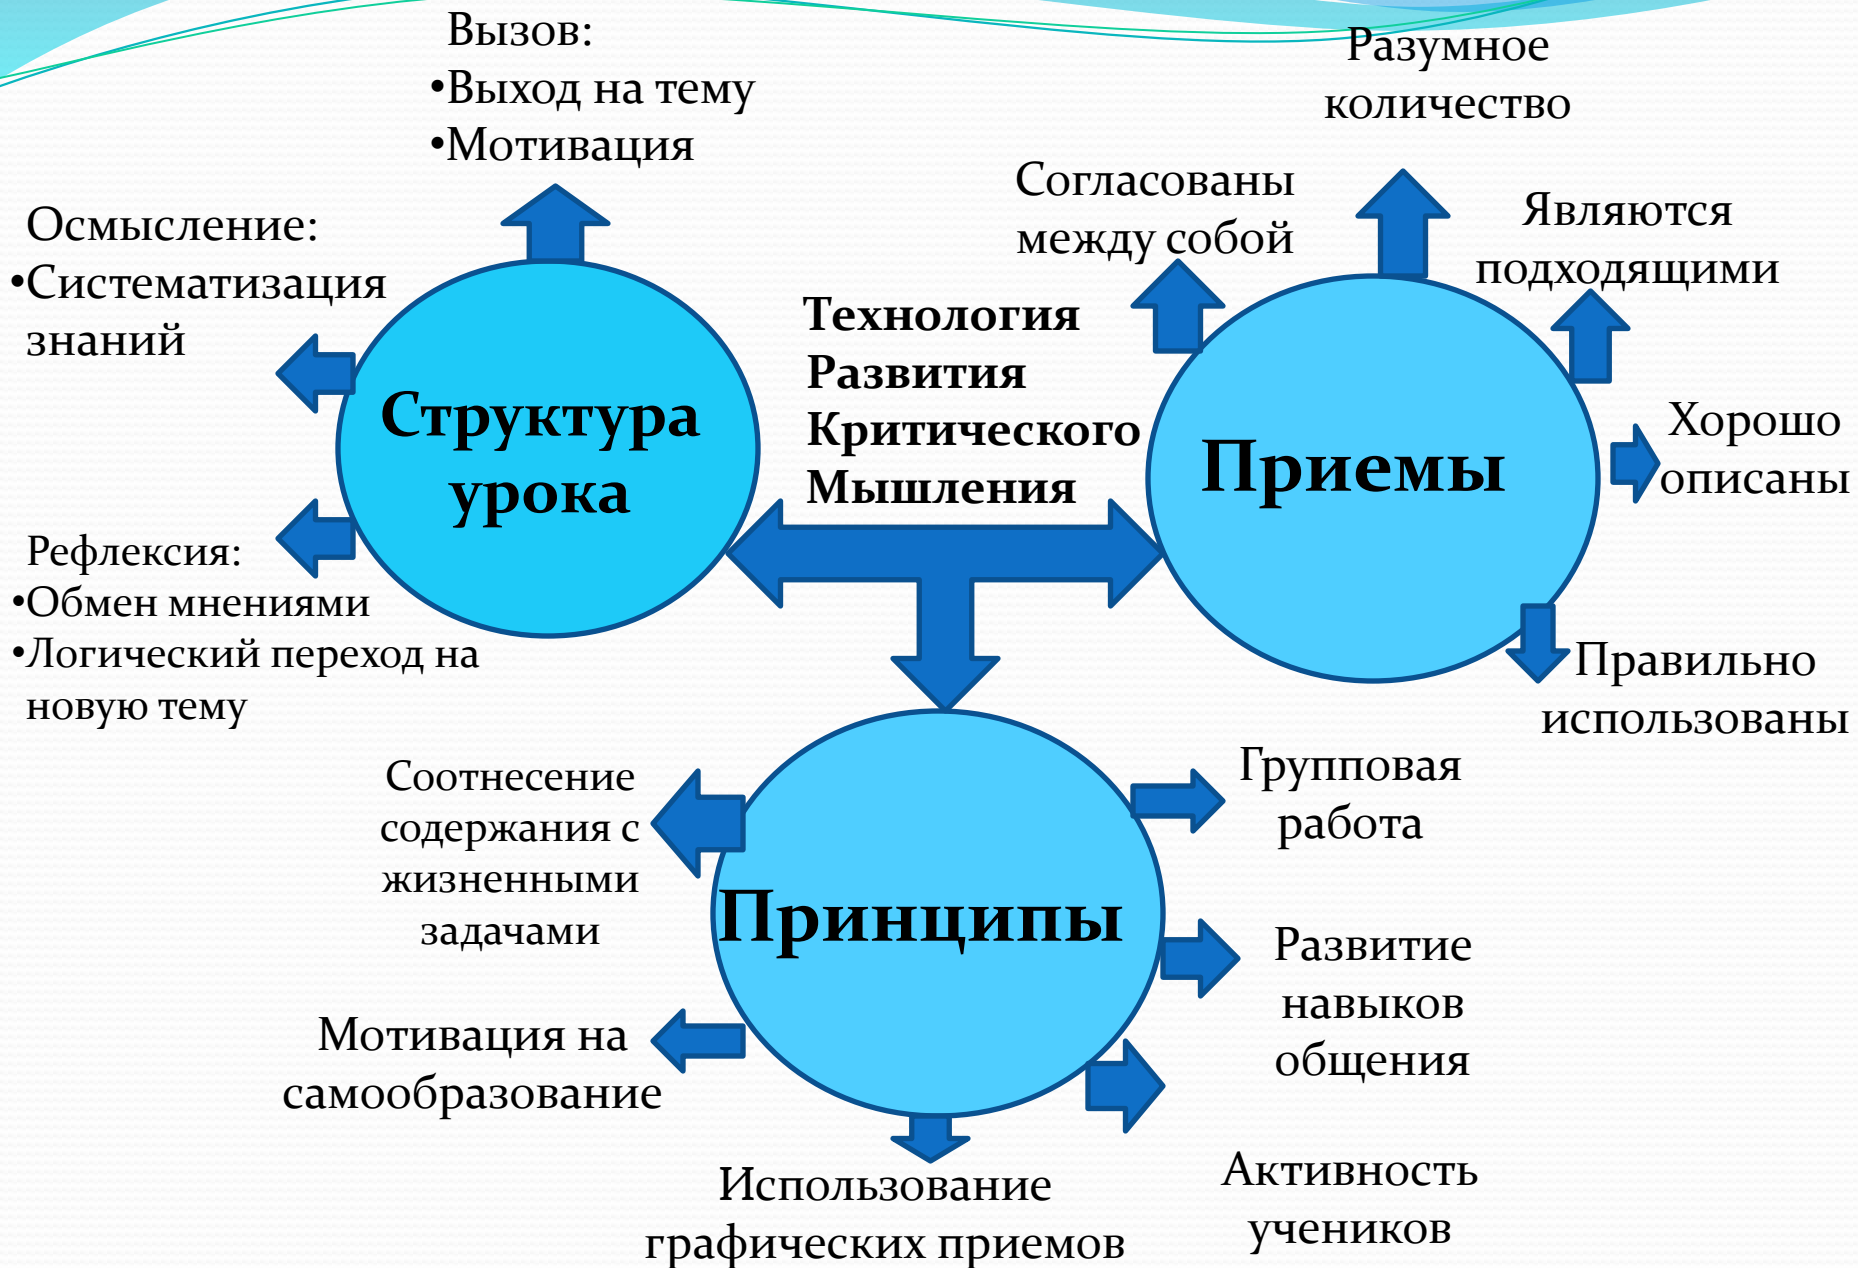 Вызов:
•Выход на тему
•Мотивация
Осмысление:
•Систематизация
знаний
Структура
урока
Рефлексия:
•Обмен мнениями
•Логический переход на
новую тему
Технология
Развития
Критического
Мышления
Разумное
количество
Согласованы
между собой
Являются
подходящими
Хорошо
описаны
Приемы
Правильно
использованы
Соотнесение
содержания с
жизненными
задачами
Принципы
Групповая
работа
Развитие
навыков
общения
Мотивация на
самообразование
Использование
графических приемов
Активность
учеников